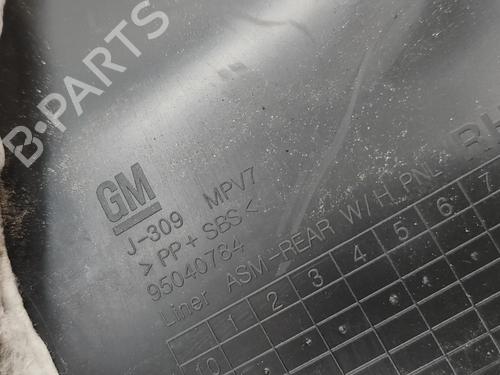 B-PARTS
GM
J-309 MPV7
>PP+SBS<
95040784
Liner ASM-REAR W/H PNL RH
1 2 3 4 5 6 7
10